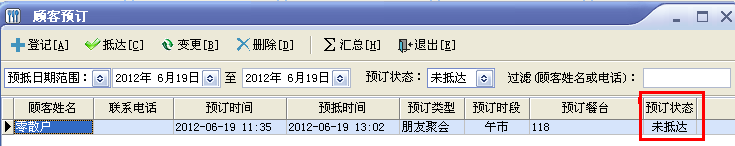 顾客预订
登记[A] 抵达[C] 变更[B] 删除[D] 汇总[H] 退出[E]
预抵日期范围： 2012年 6月19日 至 2012年 6月19日 预订状态： 未抵达 过滤(顾客姓名或电话)：
顾客姓名 联系电话 预订时间 预抵时间 预订类型 预订时段 预订餐台 预订状态
零散户 2012-06-19 11:35 2012-06-19 13:02 朋友聚会 午市 118 未抵达